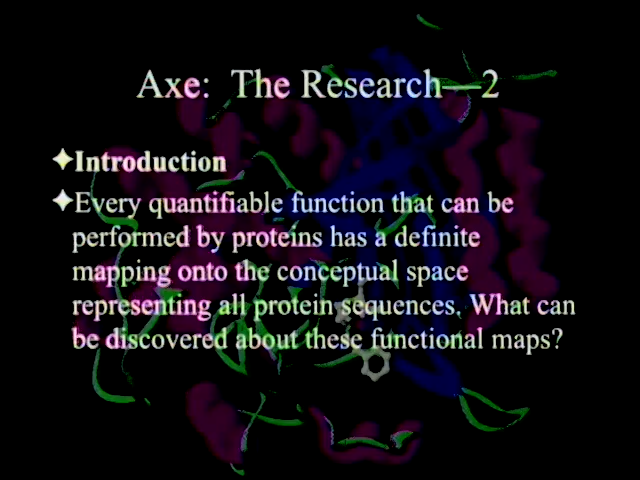 Axe: The Research—2
Introduction
Every quantifiable function that can be
performed by proteins has a definite
mapping onto the conceptual space
representing all protein sequences. What can
be discovered about these functional maps?